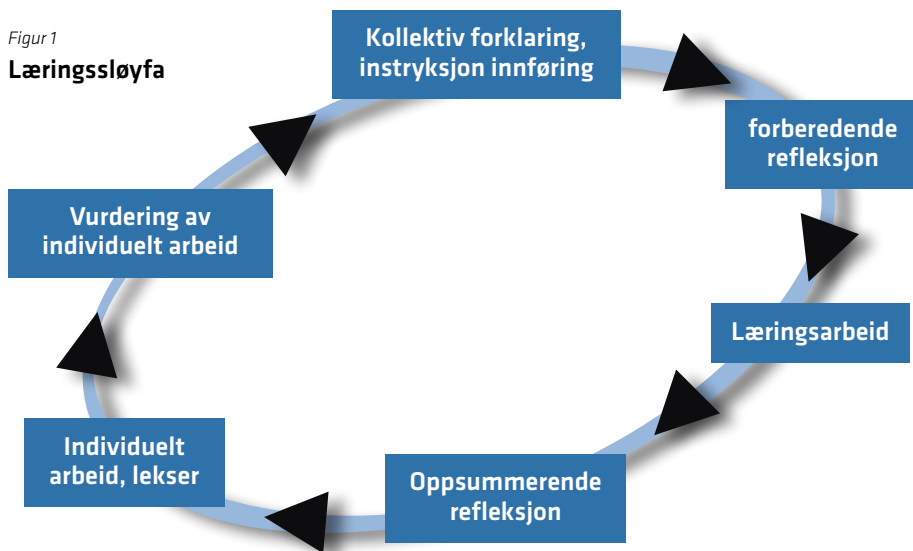 Figur 1
Læringssløyfa
Kollektiv forklaring,
instryksjon innføring
forberedende
refleksjon
Læringsarbeid
Oppsummerende
refleksjon
Individuelt
arbeid, lekser
Vurdering av
individuelt arbeid